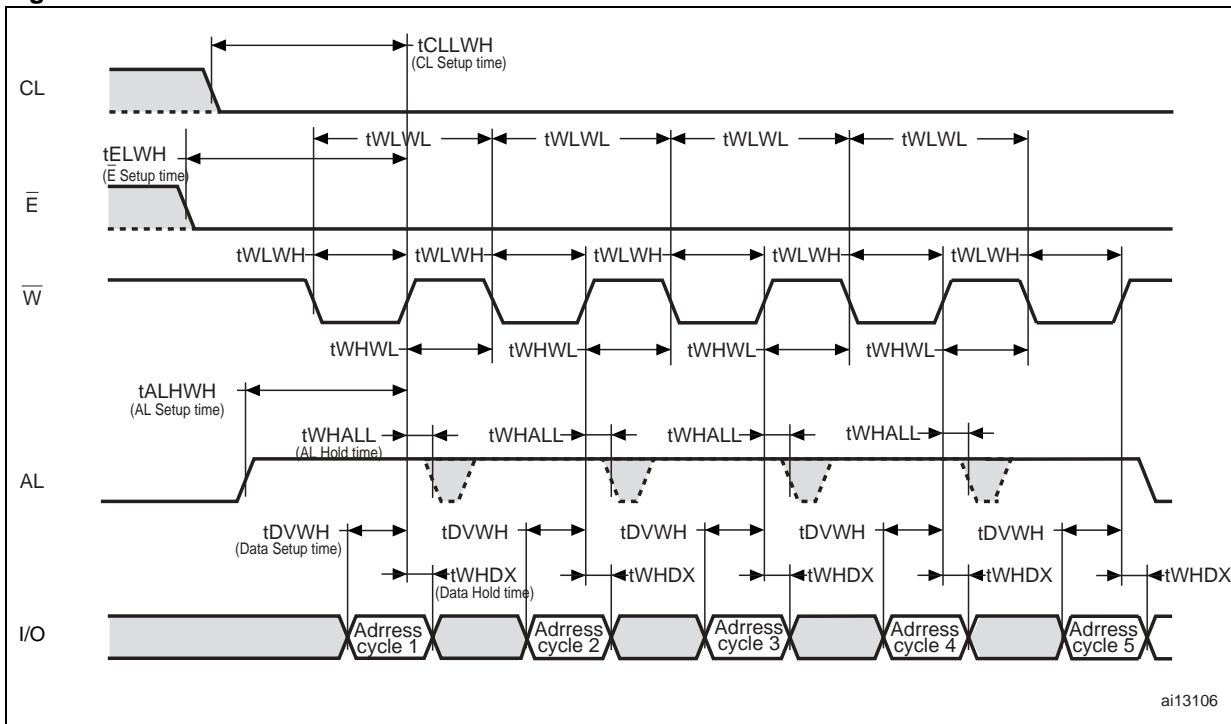 tCLLWH
(CL Setup time)
CL
tWLWL tWLWL tWLWL tWLWL
tELWH
(E Setup time)
E
tWLWH tWLWH tWLWH tWLWH tWLWH
W
tWHWL tWHWL tWHWL tWHWL
tALHWH
(AL Setup time)
tWHALL tWHALL tWHALL tWHALL
(AL Hold time)
AL
tDVWH tDVWH tDVWH tDVWH tDVWH
(Data Setup time)
tWHDX tWHDX tWHDX tWHDX tWHDX
(Data Hold time)
I/O
Adrress Adrress Adrress Adrress Adrress
cycle 1 cycle 2 cycle 3 cycle 4 cycle 5
ai13106